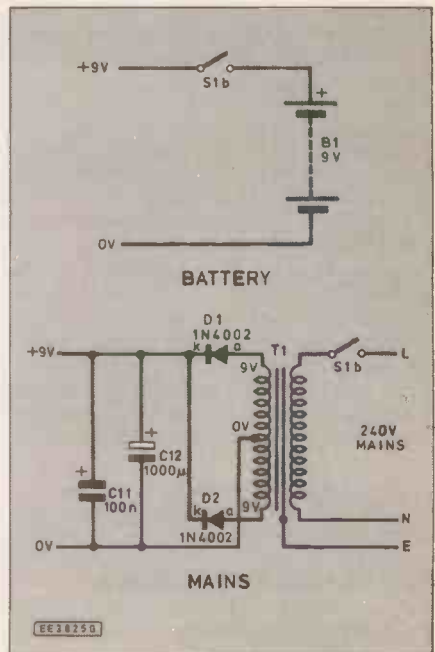 +9V
S1b
+
B1
9V
0V
BATTERY
D1
1N4002
+9V
k
a
T1
S1b
L
9V
+
0V
240V
MAINS
C12
1000µ
+
C11
100n
D2
k
a
9V
1N4002
N
0V
E
MAINS
EE3825G